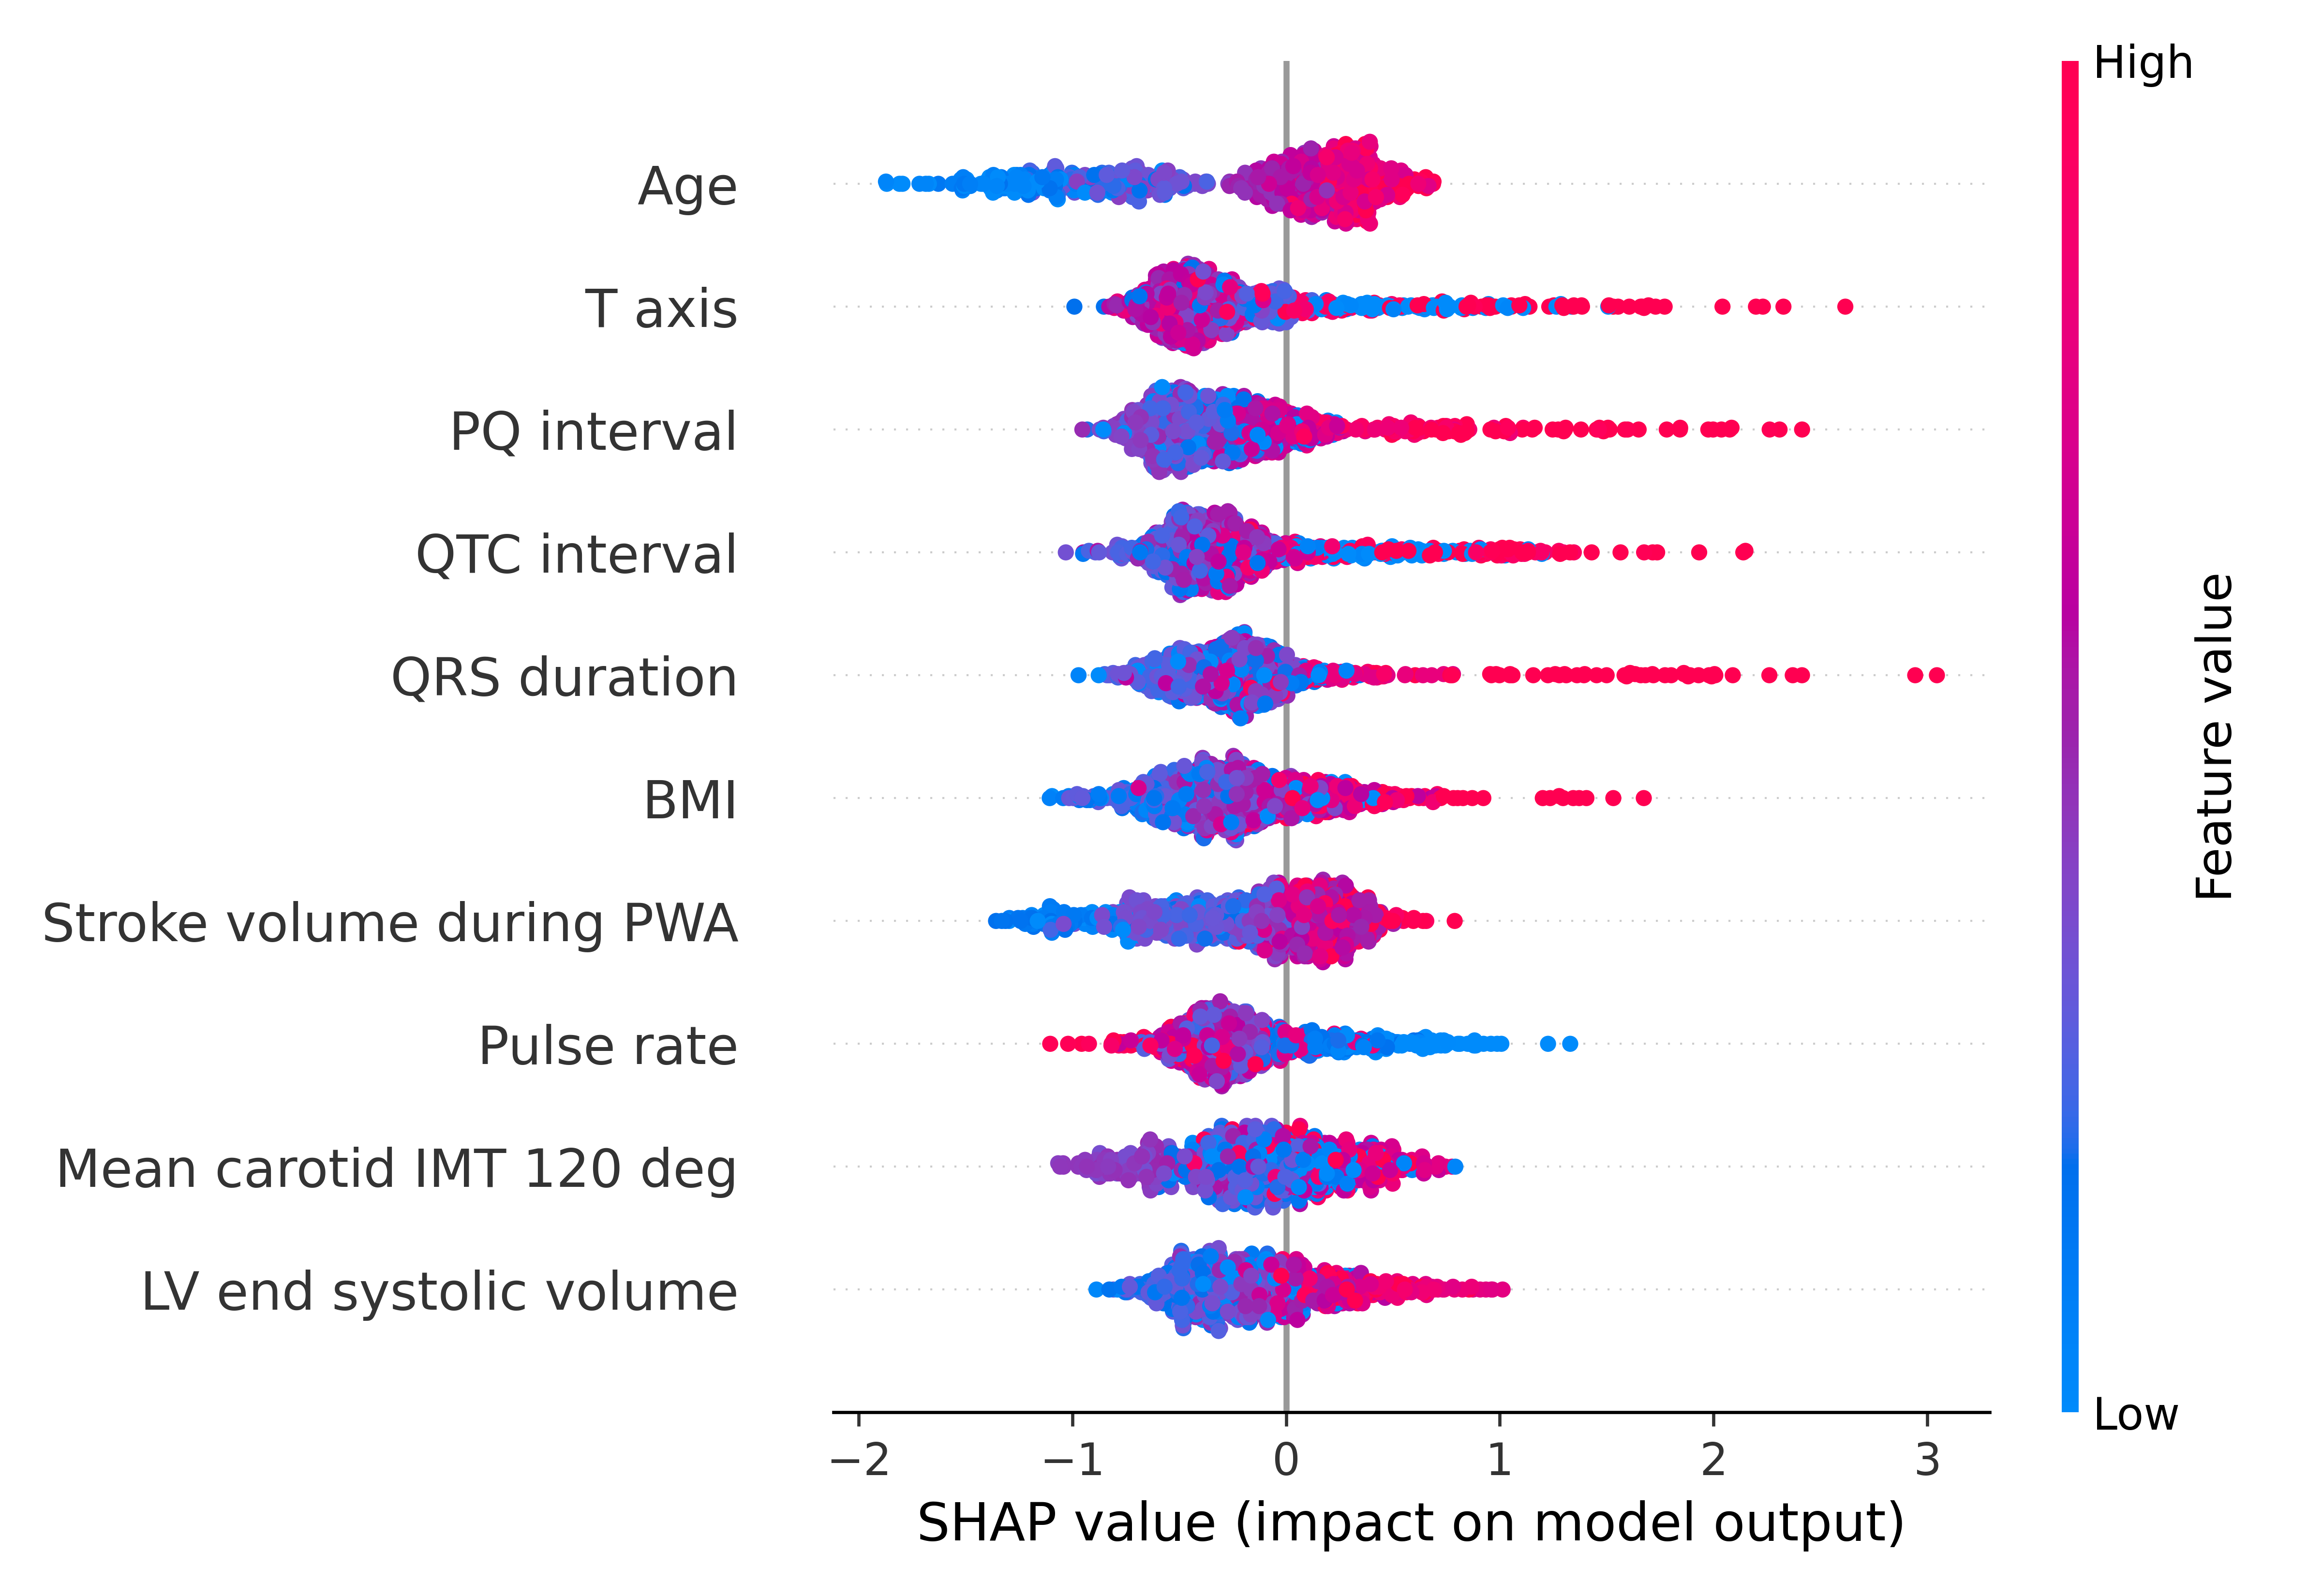 High
Age
T axis
PQ interval
QTC interval
QRS duration
BMI
Stroke volume during PWA
Pulse rate
Mean carotid IMT 120 deg
LV end systolic volume
Feature value
Low
−2 −1 0 1 2 3
SHAP value (impact on model output)